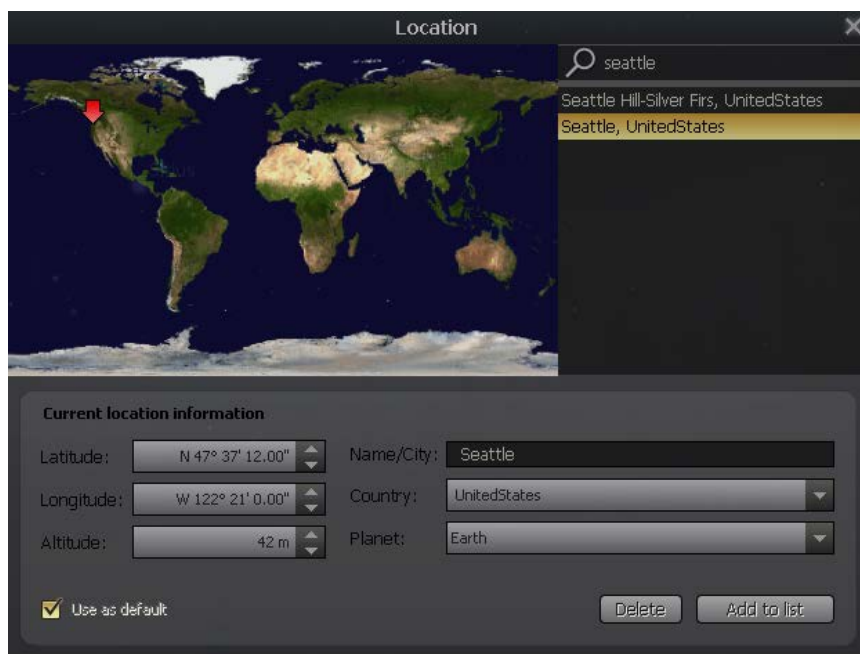 Location
seattle
Seattle Hill-Silver Firs, UnitedStates
Seattle, UnitedStates
Current location information
Latitude: N 47° 37' 12.00" Name/City: Seattle
Longitude: W 122° 21' 0.00" Country: UnitedStates
Altitude: 42 m Planet: Earth
Use as default Delete Add to list